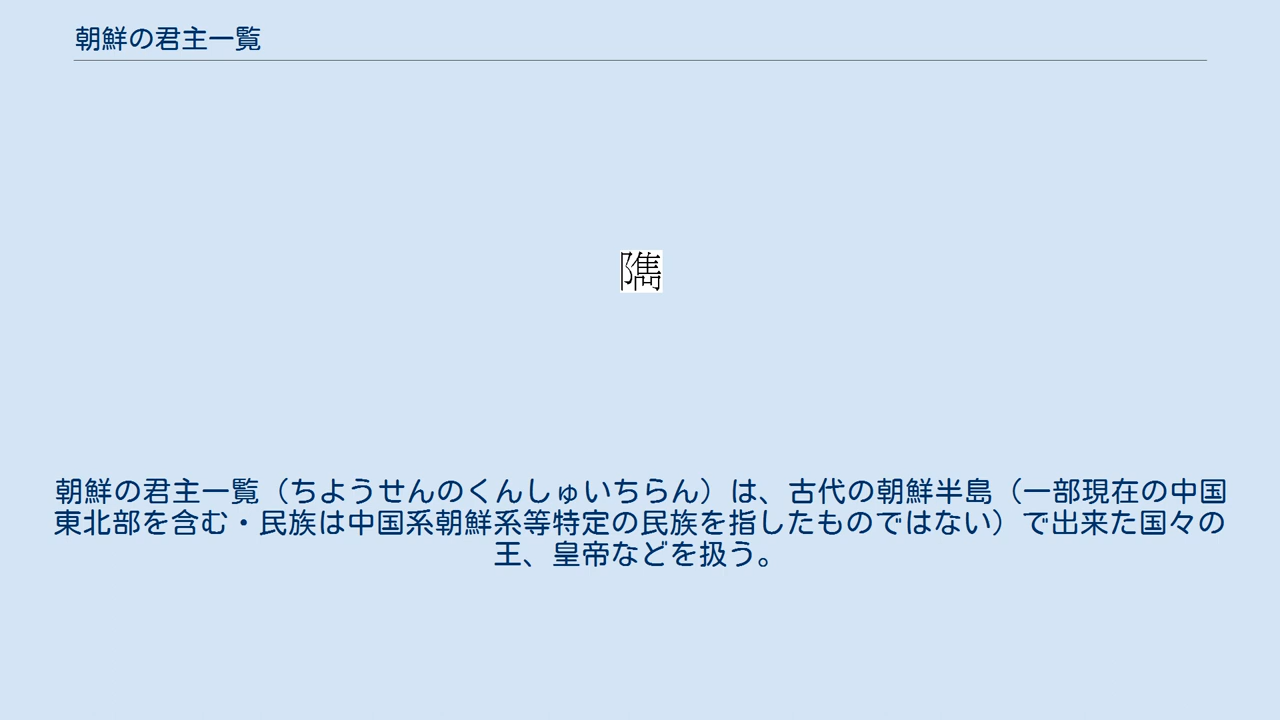 朝鮮の君主一覧
朝鮮の君主一覧（ちようせんのくんしゅいちらん）は、古代の朝鮮半島（一部現在の中国
東北部を含む・民族は中国系朝鮮系等特定の民族を指したものではない）で出来た国々の
王、皇帝などを扱う。